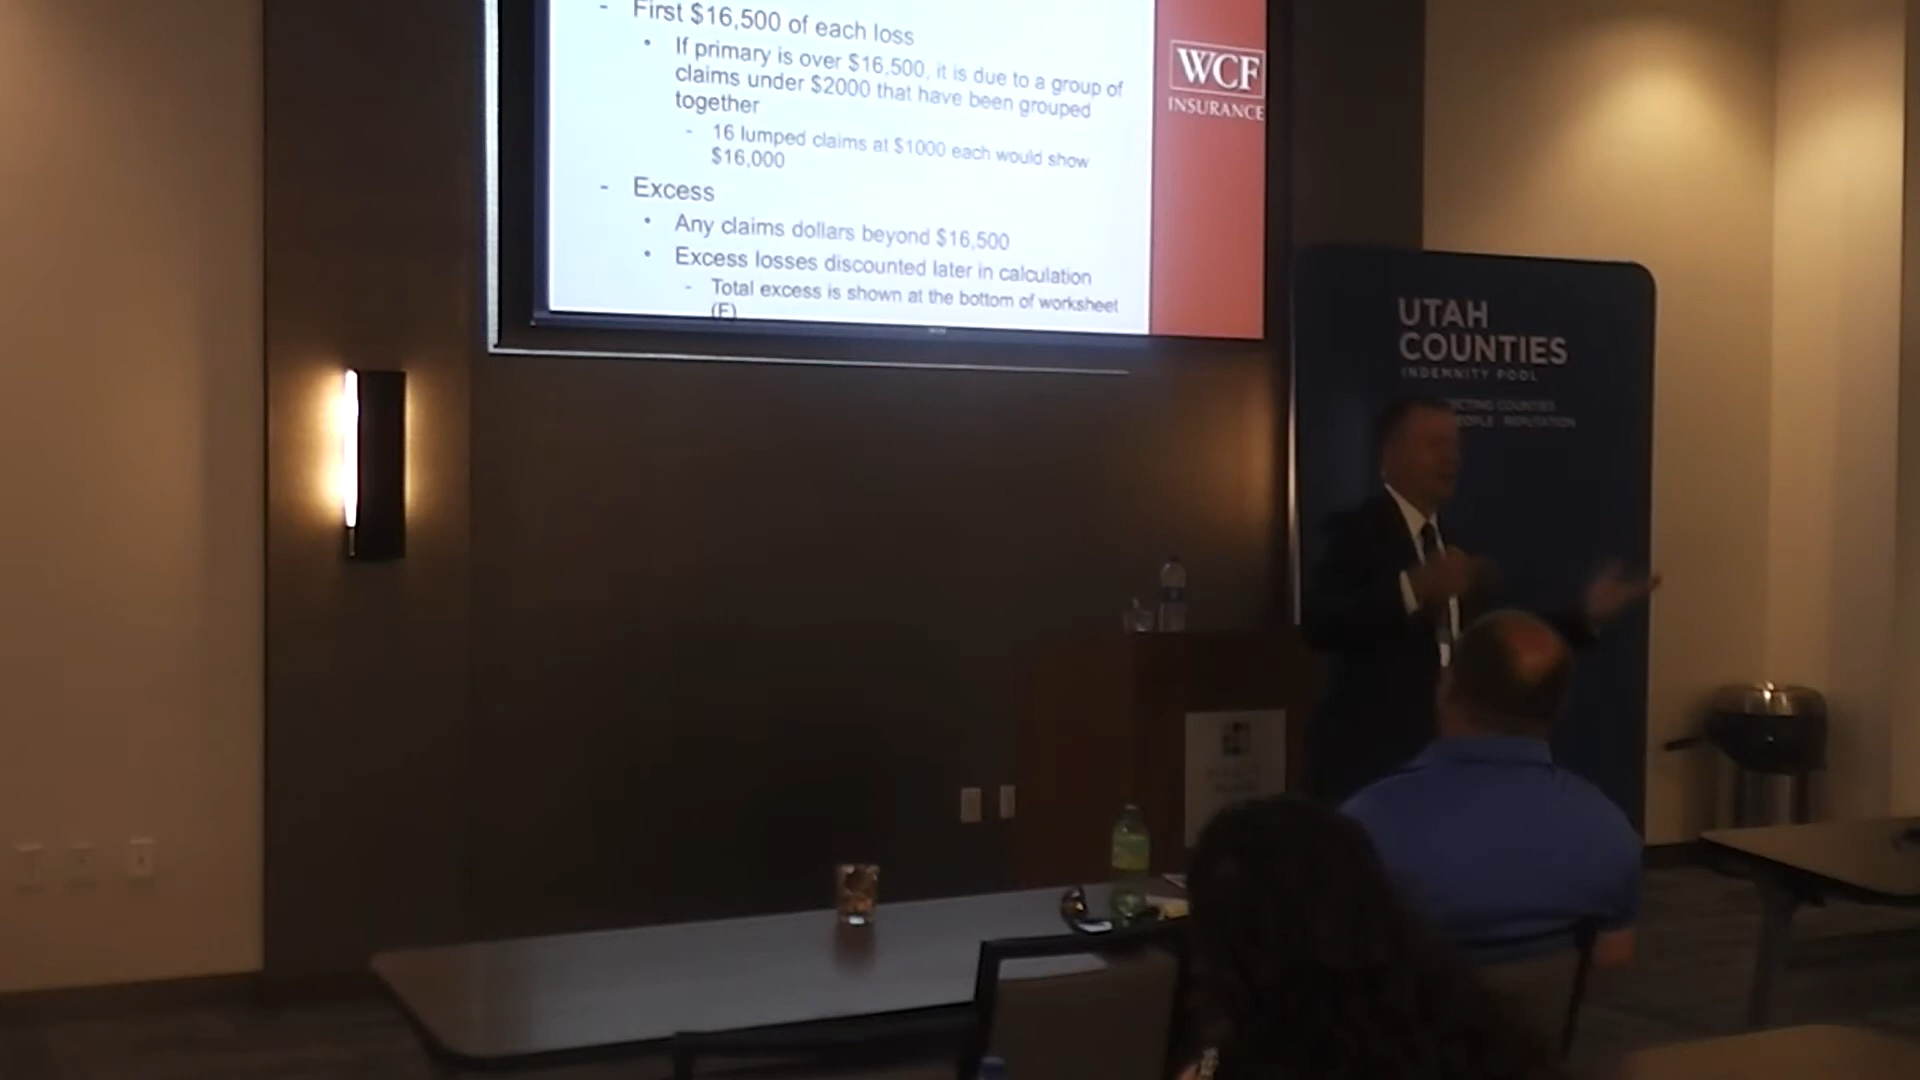 - First $16,500 of each loss
• If primary is over $16,500, it is due to a group of
claims under $2000 that have been grouped
together
- 16 lumped claims at $1000 each would show
$16,000
- Excess
• Any claims dollars beyond $16,500
• Excess losses discounted later in calculation
- Total excess is shown at the bottom of worksheet
(E)
WCF
INSURANCE
UTAH
COUNTIES
INDEMNITY POOL
COUNTIES
REPUTATION